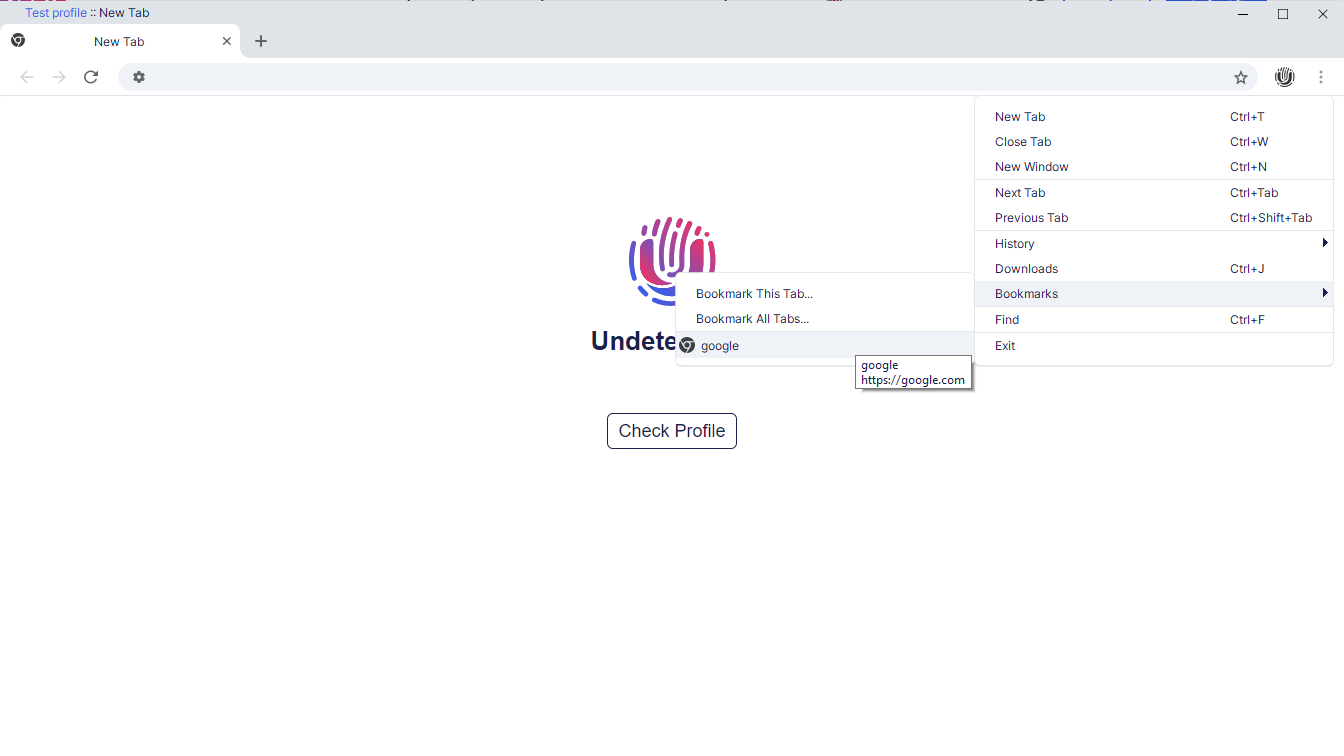 Test profile :: New Tab
New Tab
New Tab Ctrl+T
Close Tab Ctrl+W
New Window Ctrl+N
Next Tab Ctrl+Tab
Previous Tab Ctrl+Shift+Tab
History
Downloads Ctrl+J
Bookmarks
Find Ctrl+F
Exit
Bookmark This Tab...
Bookmark All Tabs...
google
google
https://google.com
Undete
Check Profile